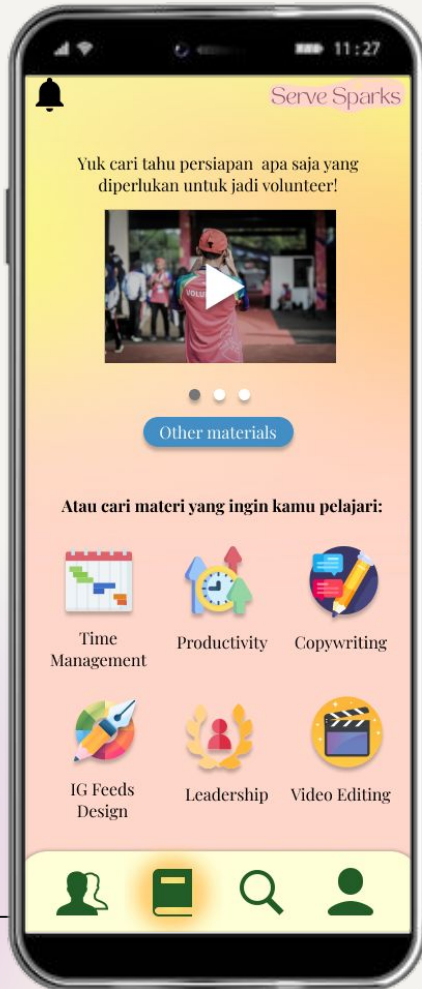 11:27
Serve Sparks
Yuk cari tahu persiapan apa saja yang
diperlukan untuk jadi volunteer!
VOLUNTEER
Other materials
Atau cari materi yang ingin kamu pelajari:
Time
Management
Productivity
Copywriting
IG Feeds
Design
Leadership
Video Editing